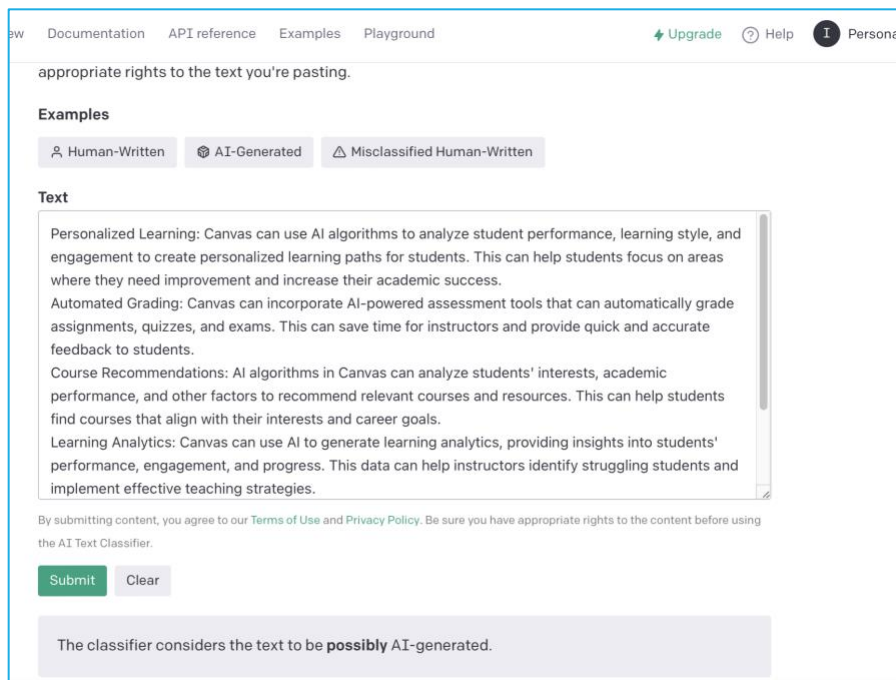 ew Documentation API reference Examples Playground Upgrade Help I Persona
appropriate rights to the text you're pasting.
Examples
Human-Written AI-Generated Misclassified Human-Written
Text
Personalized Learning: Canvas can use AI algorithms to analyze student performance, learning style, and
engagement to create personalized learning paths for students. This can help students focus on areas
where they need improvement and increase their academic success.
Automated Grading: Canvas can incorporate AI-powered assessment tools that can automatically grade
assignments, quizzes, and exams. This can save time for instructors and provide quick and accurate
feedback to students.
Course Recommendations: AI algorithms in Canvas can analyze students' interests, academic
performance, and other factors to recommend relevant courses and resources. This can help students
find courses that align with their interests and career goals.
Learning Analytics: Canvas can use AI to generate learning analytics, providing insights into students'
performance, engagement, and progress. This data can help instructors identify struggling students and
implement effective teaching strategies.
By submitting content, you agree to our Terms of Use and Privacy Policy. Be sure you have appropriate rights to the content before using
the AI Text Classifier.
Submit Clear
The classifier considers the text to be possibly AI-generated.